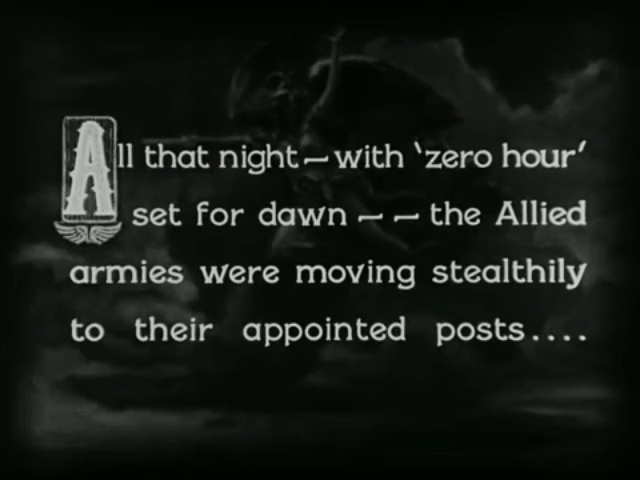 All that night — with 'zero hour'
set for dawn — — the Allied
armies were moving stealthily
to their appointed posts....